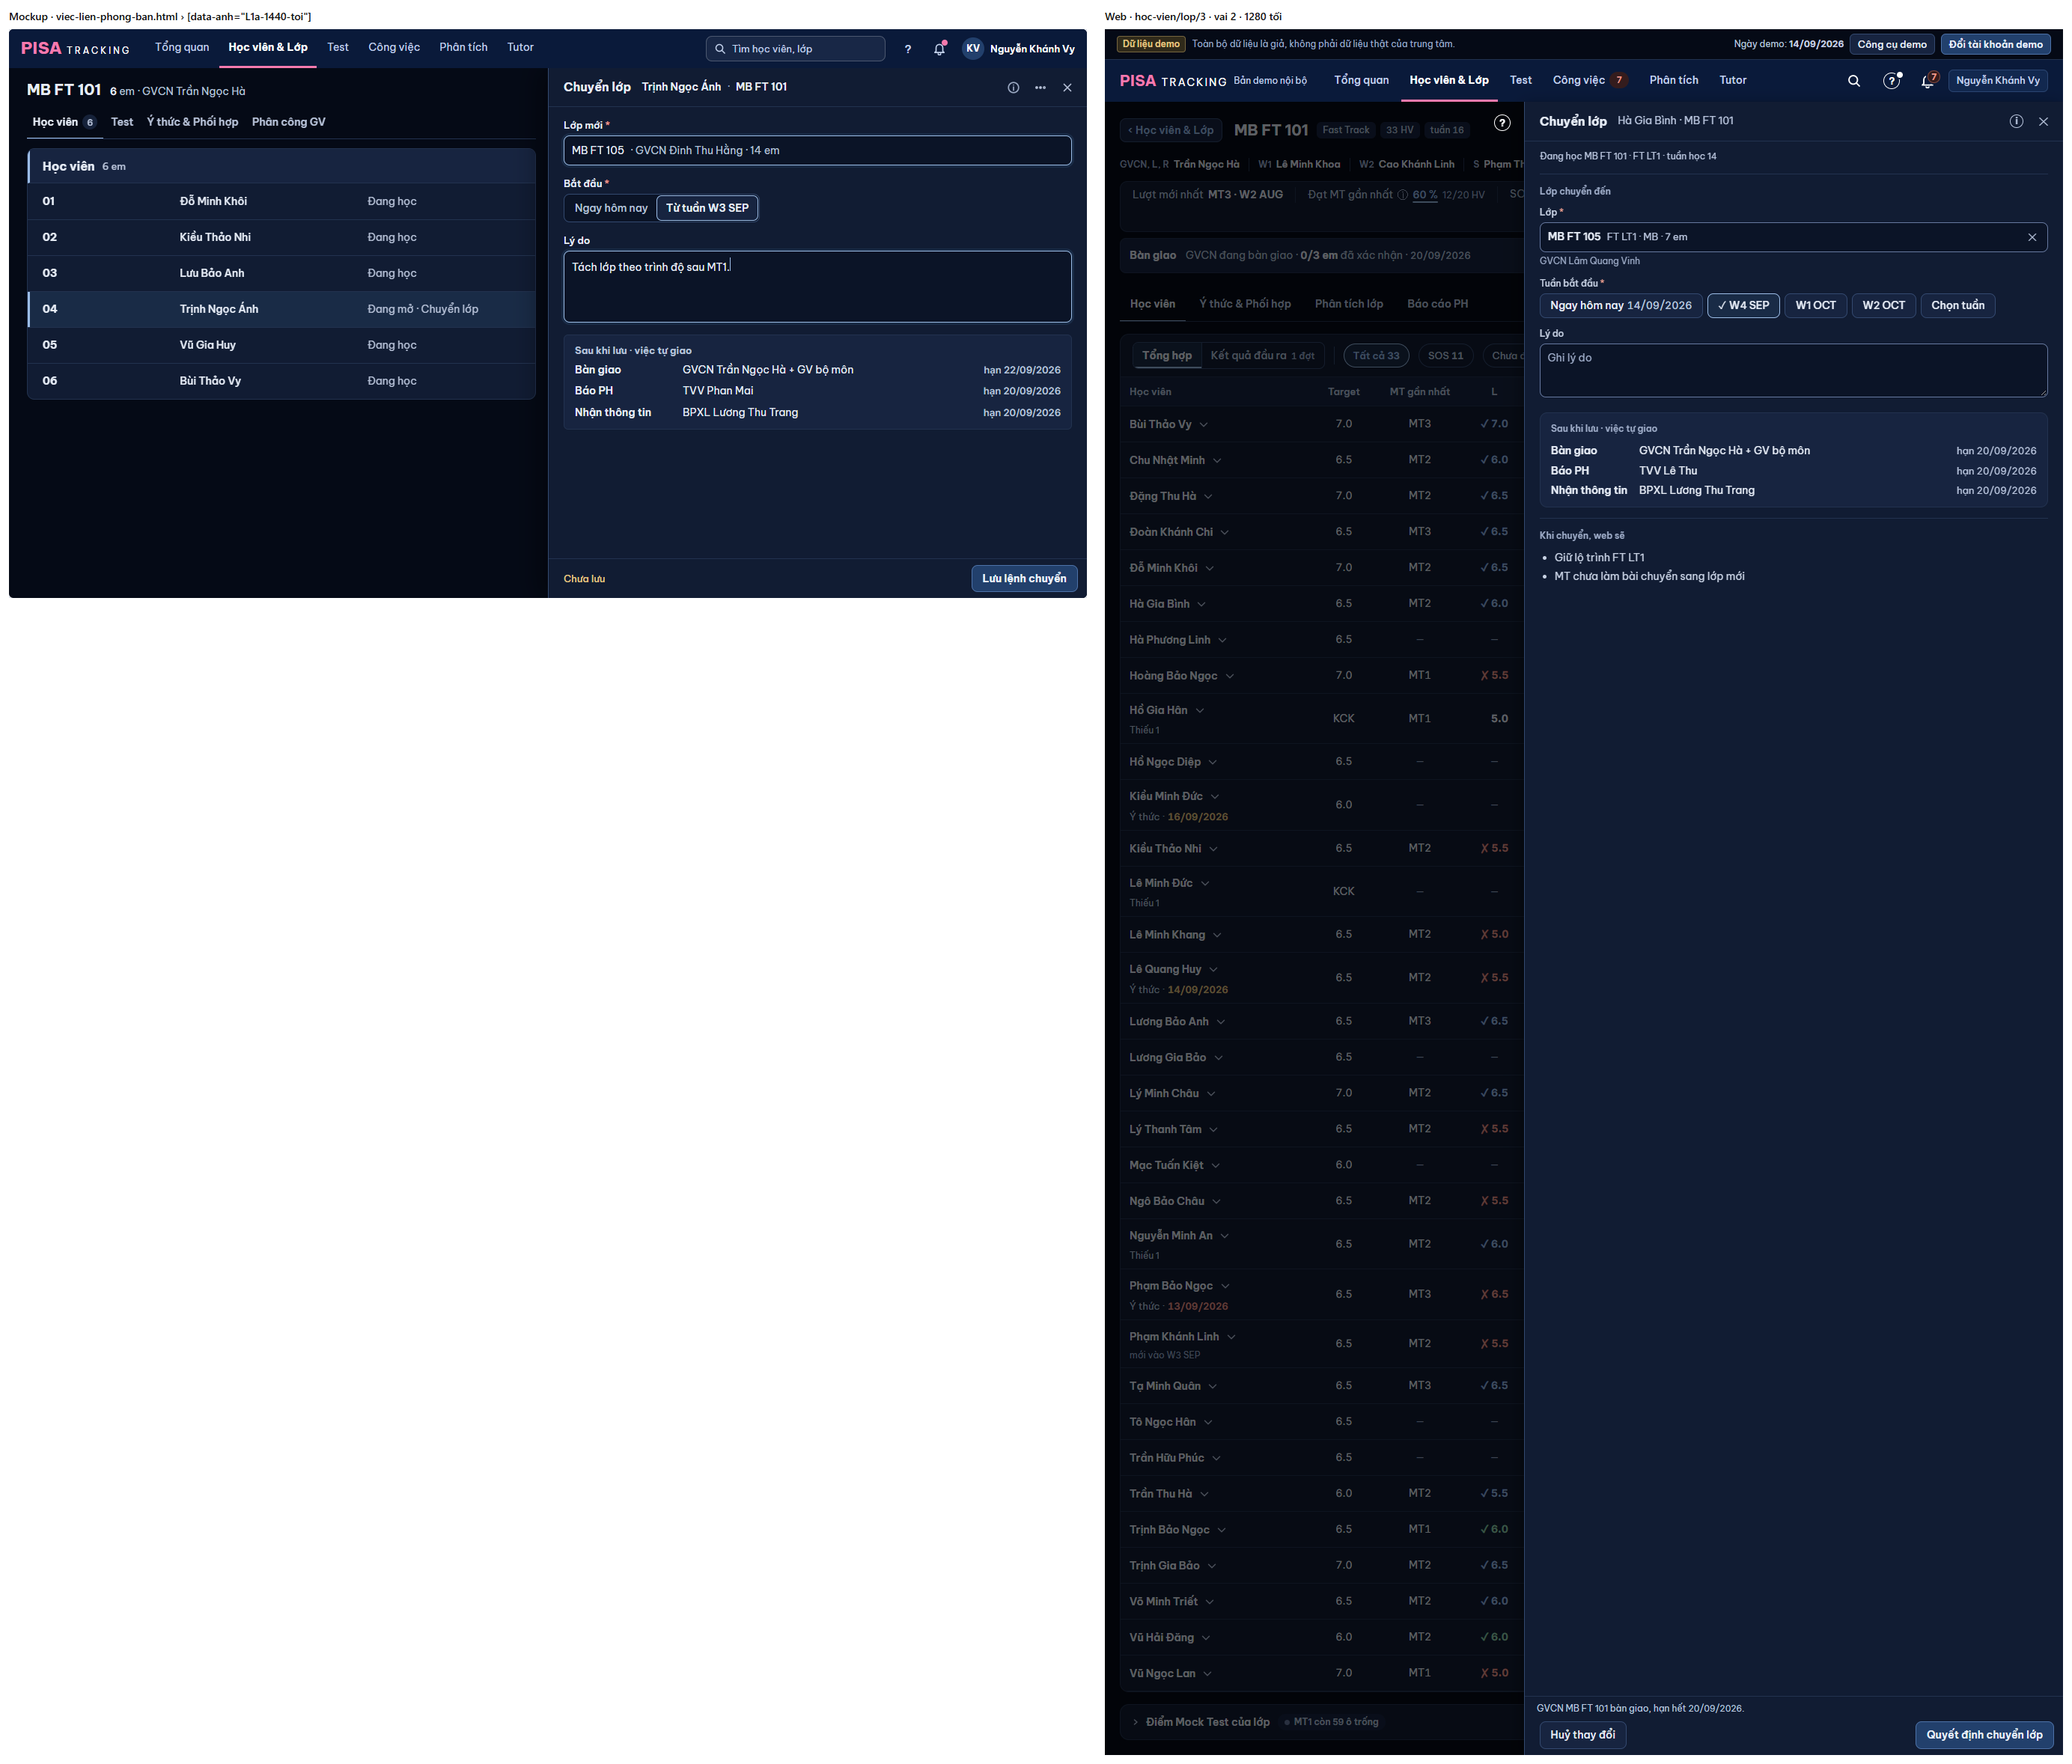 Mockup · viec-lien-phong-ban.html › [data-anh="L1a-1440-toi"]
PISA TRACKING Tổng quan Học viên & Lớp Test Công việc Phân tích Tutor Tìm học viên, lớp ? KV Nguyễn Khánh Vy
MB FT 101 6 em · GVCN Trần Ngọc Hà
Học viên 6 Test Ý thức & Phối hợp Phân công GV
Học viên 6 em
01 Đỗ Minh Khôi Đang học
02 Kiều Thảo Nhi Đang học
03 Lưu Bảo Anh Đang học
04 Trịnh Ngọc Ánh Đang mở · Chuyển lớp
05 Vũ Gia Huy Đang học
06 Bùi Thảo Vy Đang học
Chuyển lớp Trịnh Ngọc Ánh · MB FT 101
Lớp mới *
MB FT 105 · GVCN Đinh Thu Hằng · 14 em
Bắt đầu *
Ngay hôm nay Từ tuần W3 SEP
Lý do
Tách lớp theo trình độ sau MT1.
Sau khi lưu · việc tự giao
Bàn giao GVCN Trần Ngọc Hà + GV bộ môn hạn 22/09/2026
Báo PH TVV Phan Mai hạn 20/09/2026
Nhận thông tin BPXL Lương Thu Trang hạn 20/09/2026
Chưa lưu Lưu lệnh chuyển
Web · hoc-vien/lop/3 · vai 2 · 1280 tối
Dữ liệu demo Toàn bộ dữ liệu là giả, không phải dữ liệu thật của trung tâm. Ngày demo: 14/09/2026 Công cụ demo Đổi tài khoản demo
PISA TRACKING Bản demo nội bộ Tổng quan Học viên & Lớp Test Công việc 7 Phân tích Tutor ? 7 Nguyễn Khánh Vy
‹ Học viên & Lớp MB FT 101 Fast Track 33 HV tuần 16 ?
GVCN, L, R Trần Ngọc Hà W1 Lê Minh Khoa W2 Cao Khánh Linh S Phạm Th
Lượt mới nhất MT3 · W2 AUG Đạt MT gần nhất 60 % 12/20 HV SO
Bàn giao GVCN đang bàn giao · 0/3 em đã xác nhận · 20/09/2026
Học viên Ý thức & Phối hợp Phân tích lớp Báo cáo PH
Tổng hợp Kết quả đầu ra 1 đợt Tất cả 33 SOS 11 Chưa
Học viên Target MT gần nhất L
Bùi Thảo Vy 7.0 MT3 ✓ 7.0
Chu Nhật Minh 6.5 MT2 ✓ 6.0
Đặng Thu Hà 7.0 MT2 ✓ 6.5
Đoàn Khánh Chi 6.5 MT3 ✓ 6.5
Đỗ Minh Khôi 7.0 MT2 ✓ 6.5
Hà Gia Bình 6.5 MT2 ✓ 6.0
Hà Phương Linh 6.5 – –
Hoàng Bảo Ngọc 7.0 MT1 ✗ 5.5
Hồ Gia Hân KCK MT1 5.0
Thiếu 1
Hồ Ngọc Diệp 6.5 – –
Kiều Minh Đức 6.0 – –
Ý thức · 16/09/2026
Kiều Thảo Nhi 6.5 MT2 ✗ 5.5
Lê Minh Đức KCK – –
Thiếu 1
Lê Minh Khang 6.5 MT2 ✗ 5.0
Lê Quang Huy 6.5 MT2 ✗ 5.5
Ý thức · 14/09/2026
Lương Bảo Anh 6.5 MT3 ✓ 6.5
Lương Gia Bảo 6.5 – –
Lý Minh Châu 7.0 MT2 ✓ 6.5
Lý Thanh Tâm 6.5 MT2 ✗ 5.5
Mạc Tuấn Kiệt 6.0 – –
Ngô Bảo Châu 6.5 MT2 ✗ 5.5
Nguyễn Minh An 6.5 MT2 ✓ 6.0
Thiếu 1
Phạm Bảo Ngọc 6.5 MT3 ✗ 6.5
Ý thức · 13/09/2026
Phạm Khánh Linh 6.5 MT2 ✗ 5.5
mới vào W3 SEP
Tạ Minh Quân 6.5 MT3 ✓ 6.5
Tô Ngọc Hân 6.5 – –
Trần Hữu Phúc 6.5 – –
Trần Thu Hà 6.0 MT2 ✓ 5.5
Trịnh Bảo Ngọc 6.5 MT1 ✓ 6.0
Trịnh Gia Bảo 7.0 MT2 ✓ 6.5
Võ Minh Triết 6.5 MT2 ✓ 6.0
Vũ Hải Đăng 6.0 MT2 ✓ 6.0
Vũ Ngọc Lan 7.0 MT1 ✗ 5.0
› Điểm Mock Test của lớp MT1 còn 59 ô trống
Chuyển lớp Hà Gia Bình · MB FT 101
Đang học MB FT 101 · FT LT1 · tuần học 14
Lớp chuyển đến
Lớp *
MB FT 105 FT LT1 · MB · 7 em
GVCN Lâm Quang Vinh
Tuần bắt đầu *
Ngay hôm nay 14/09/2026 ✓ W4 SEP W1 OCT W2 OCT Chọn tuần
Lý do
Ghi lý do
Sau khi lưu · việc tự giao
Bàn giao GVCN Trần Ngọc Hà + GV bộ môn hạn 20/09/2026
Báo PH TVV Lê Thu hạn 20/09/2026
Nhận thông tin BPXL Lương Thu Trang hạn 20/09/2026
Khi chuyển, web sẽ
• Giữ lộ trình FT LT1
• MT chưa làm bài chuyển sang lớp mới
GVCN MB FT 101 bàn giao, hạn hết 20/09/2026.
Huỷ thay đổi Quyết định chuyển lớp